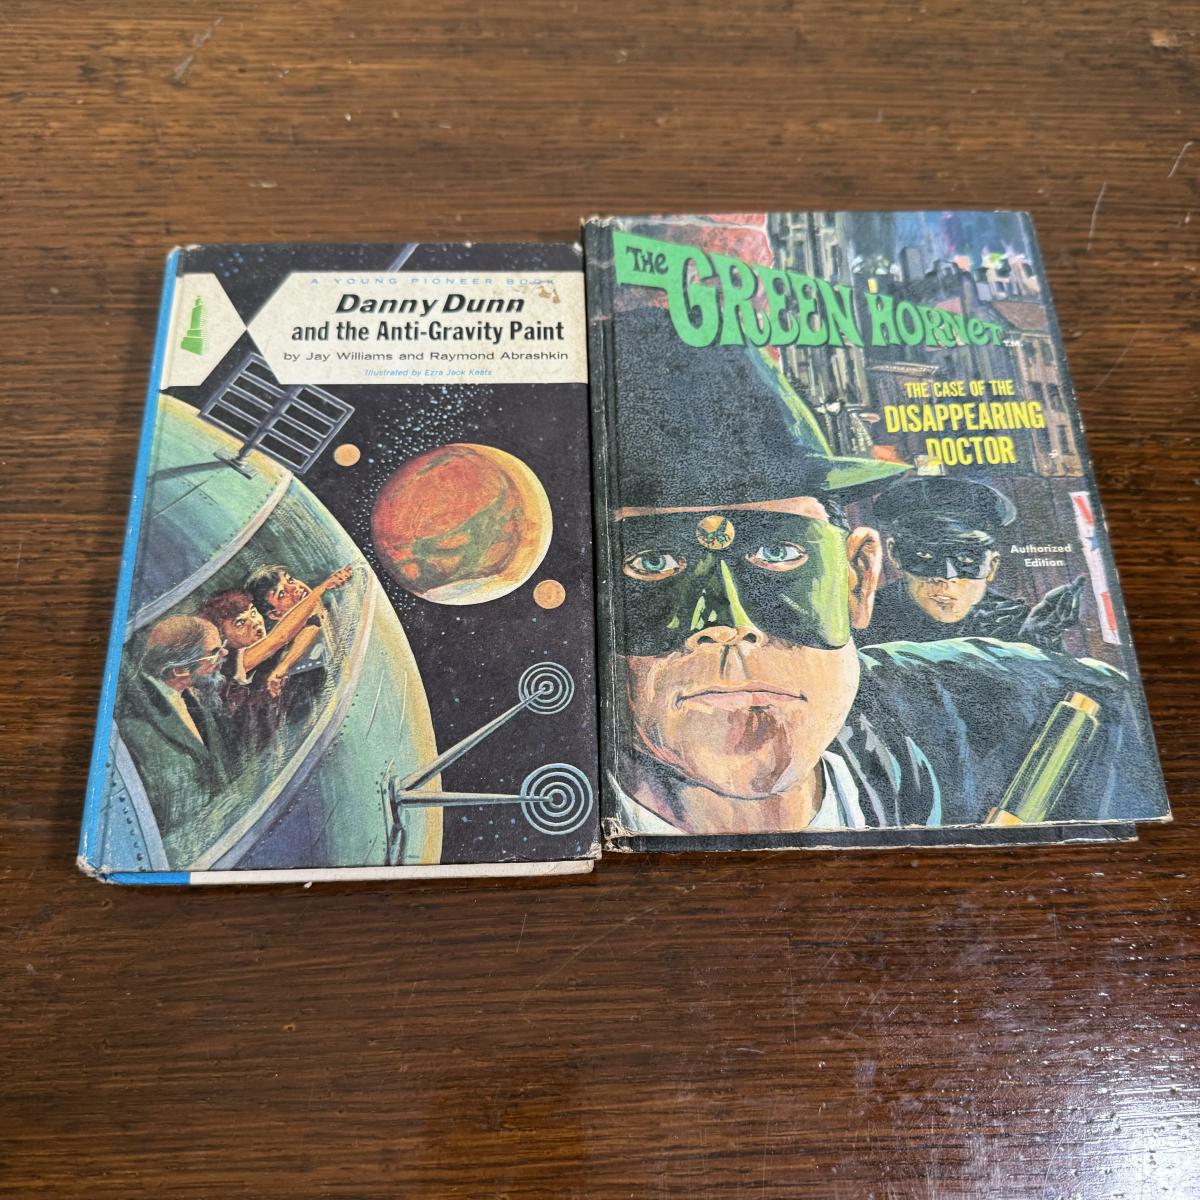 A YOUNG PIONEER BOOK
Danny Dunn
and the Anti-Gravity Paint
by Jay Williams and Raymond Abrashkin
Illustrated by Ezra Jack Keats
THE
GREEN HORNET T.M.
THE CASE OF THE
DISAPPEARING
DOCTOR
Authorized
Edition